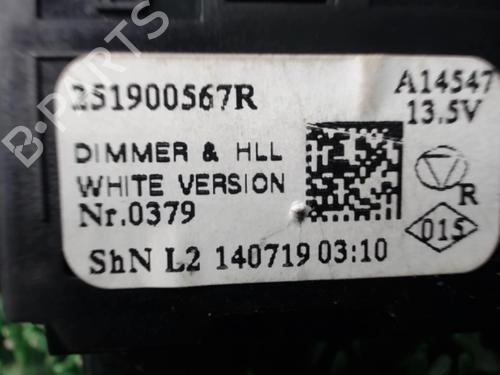 251900567R
A14547
13.5V
DIMMER & HLL
WHITE VERSION
Nr.0379
R
015
ShN L2 140719 03:10
B-PARTS